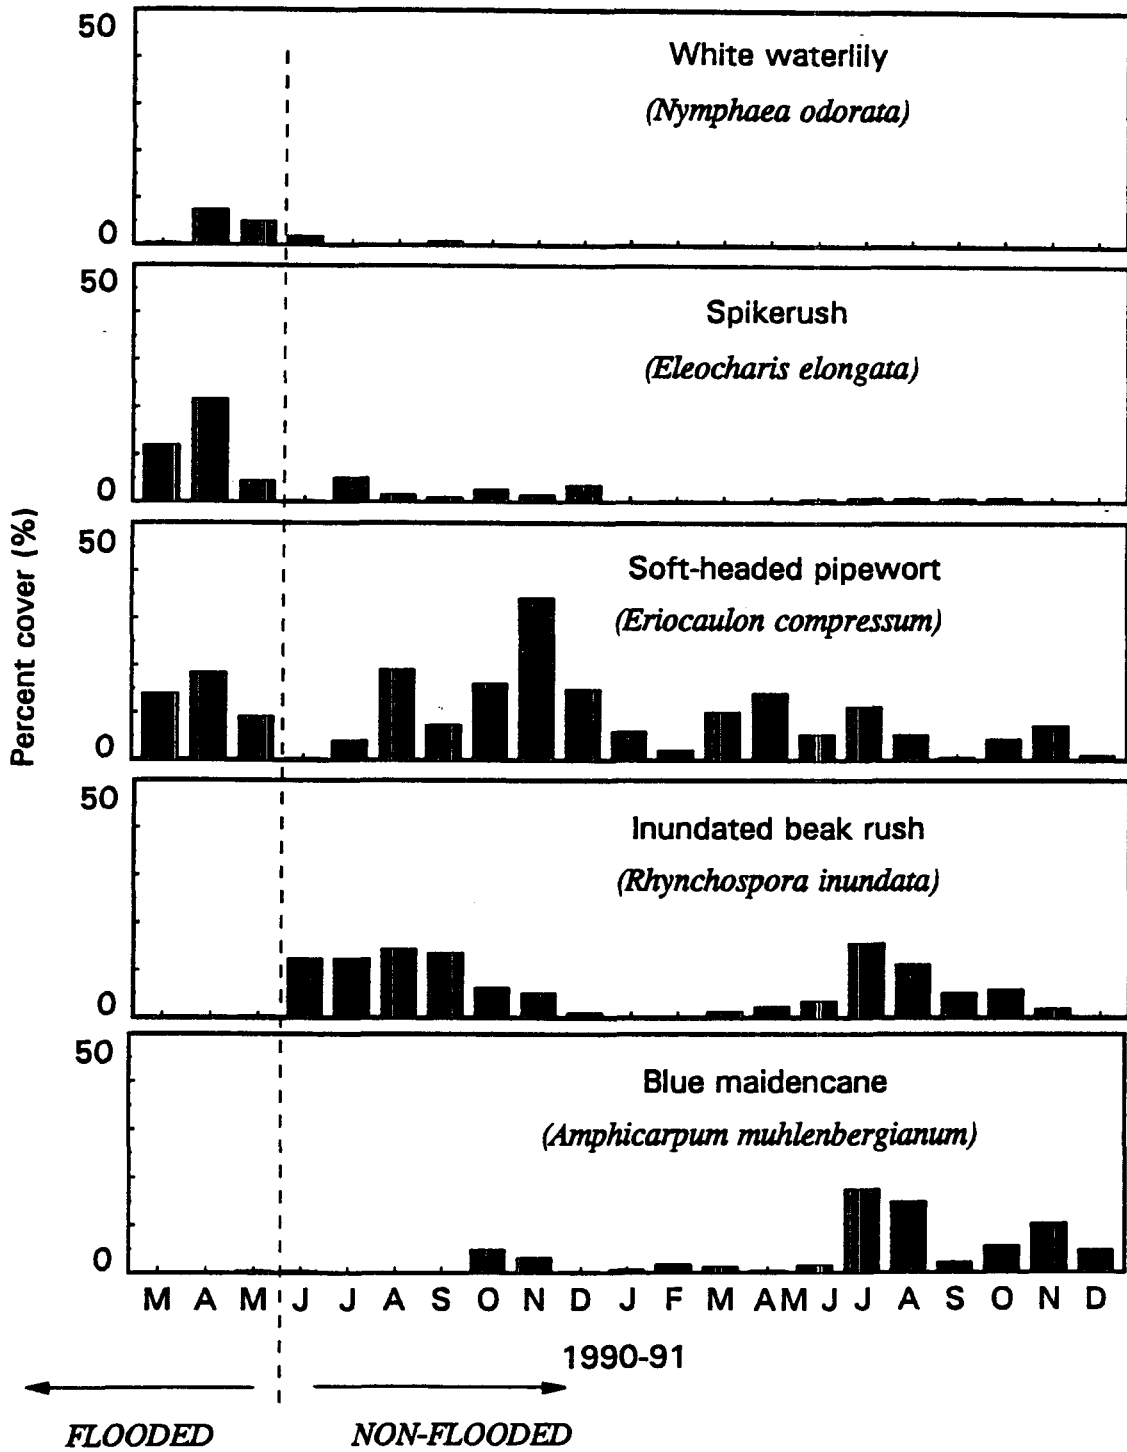 50
White waterlily
(Nymphaea odorata)
0
50
Spikerush
(Eleocharis elongata)
0
Percent cover (%)
50
Soft-headed pipewort
(Eriocaulon compressum)
0
50
Inundated beak rush
(Rhynchospora inundata)
0
50
Blue maidencane
(Amphicarpum muhlenbergianum)
0
M A M J J A S O N D J F M A M J J A S O N D
1990-91
FLOODED NON-FLOODED